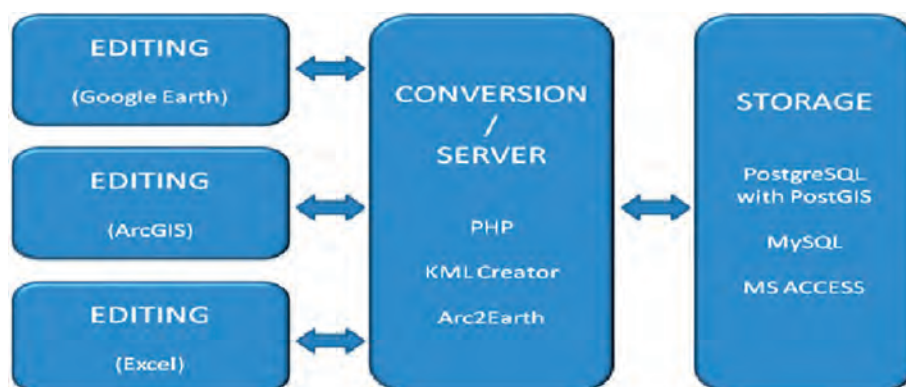 EDITING
(Google Earth)
EDITING
(ArcGIS)
EDITING
(Excel)
CONVERSION
/
SERVER
PHP
KML Creator
Arc2Earth
STORAGE
PostgreSQL
with PostGIS
MySQL
MS ACCESS